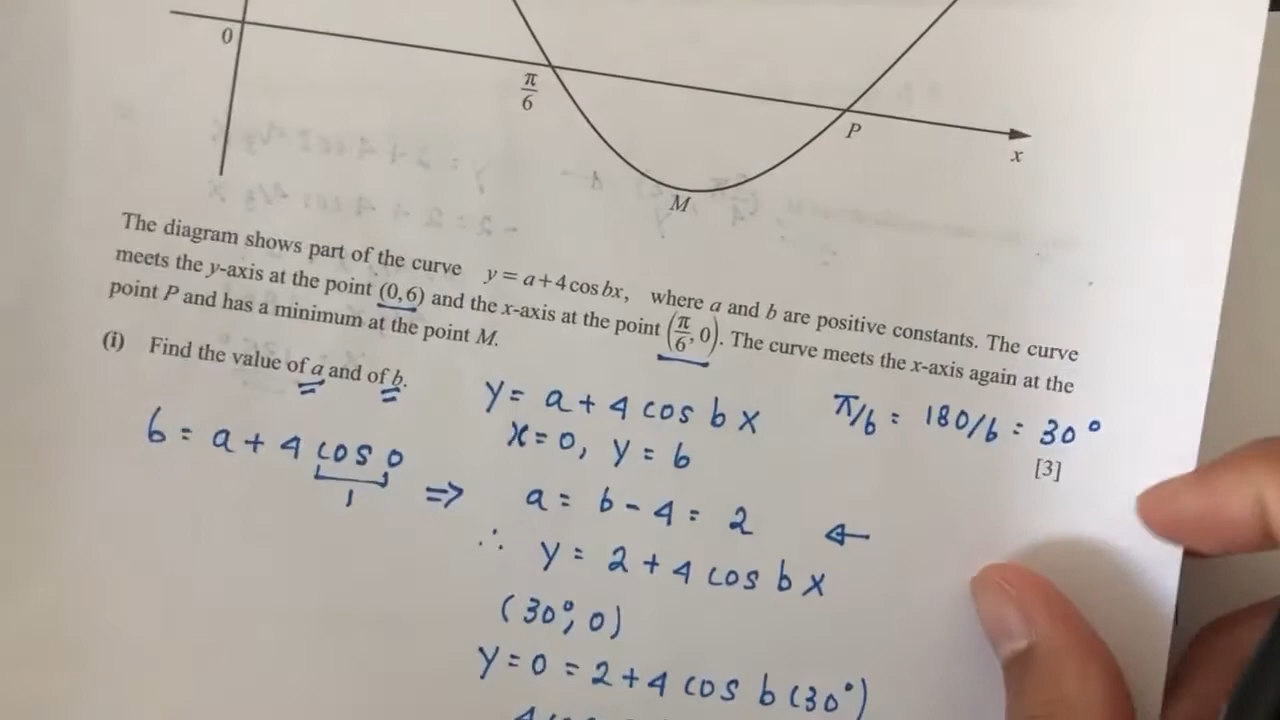 0
π/6
P
x
M
The diagram shows part of the curve y = a + 4 cos bx, where a and b are positive constants. The curve
meets the y-axis at the point (0, 6) and the x-axis at the point (π/6, 0). The curve meets the x-axis again at the
point P and has a minimum at the point M.
(i) Find the value of a and of b.
[3]
y = a + 4 cos b x
π/6 = 180/6 = 30°
x = 0, y = 6
6 = a + 4 cos 0
1
⇒ a = 6 - 4 = 2 ←
∴ y = 2 + 4 cos b x
(30°, 0)
y = 0 = 2 + 4 cos b (30°)